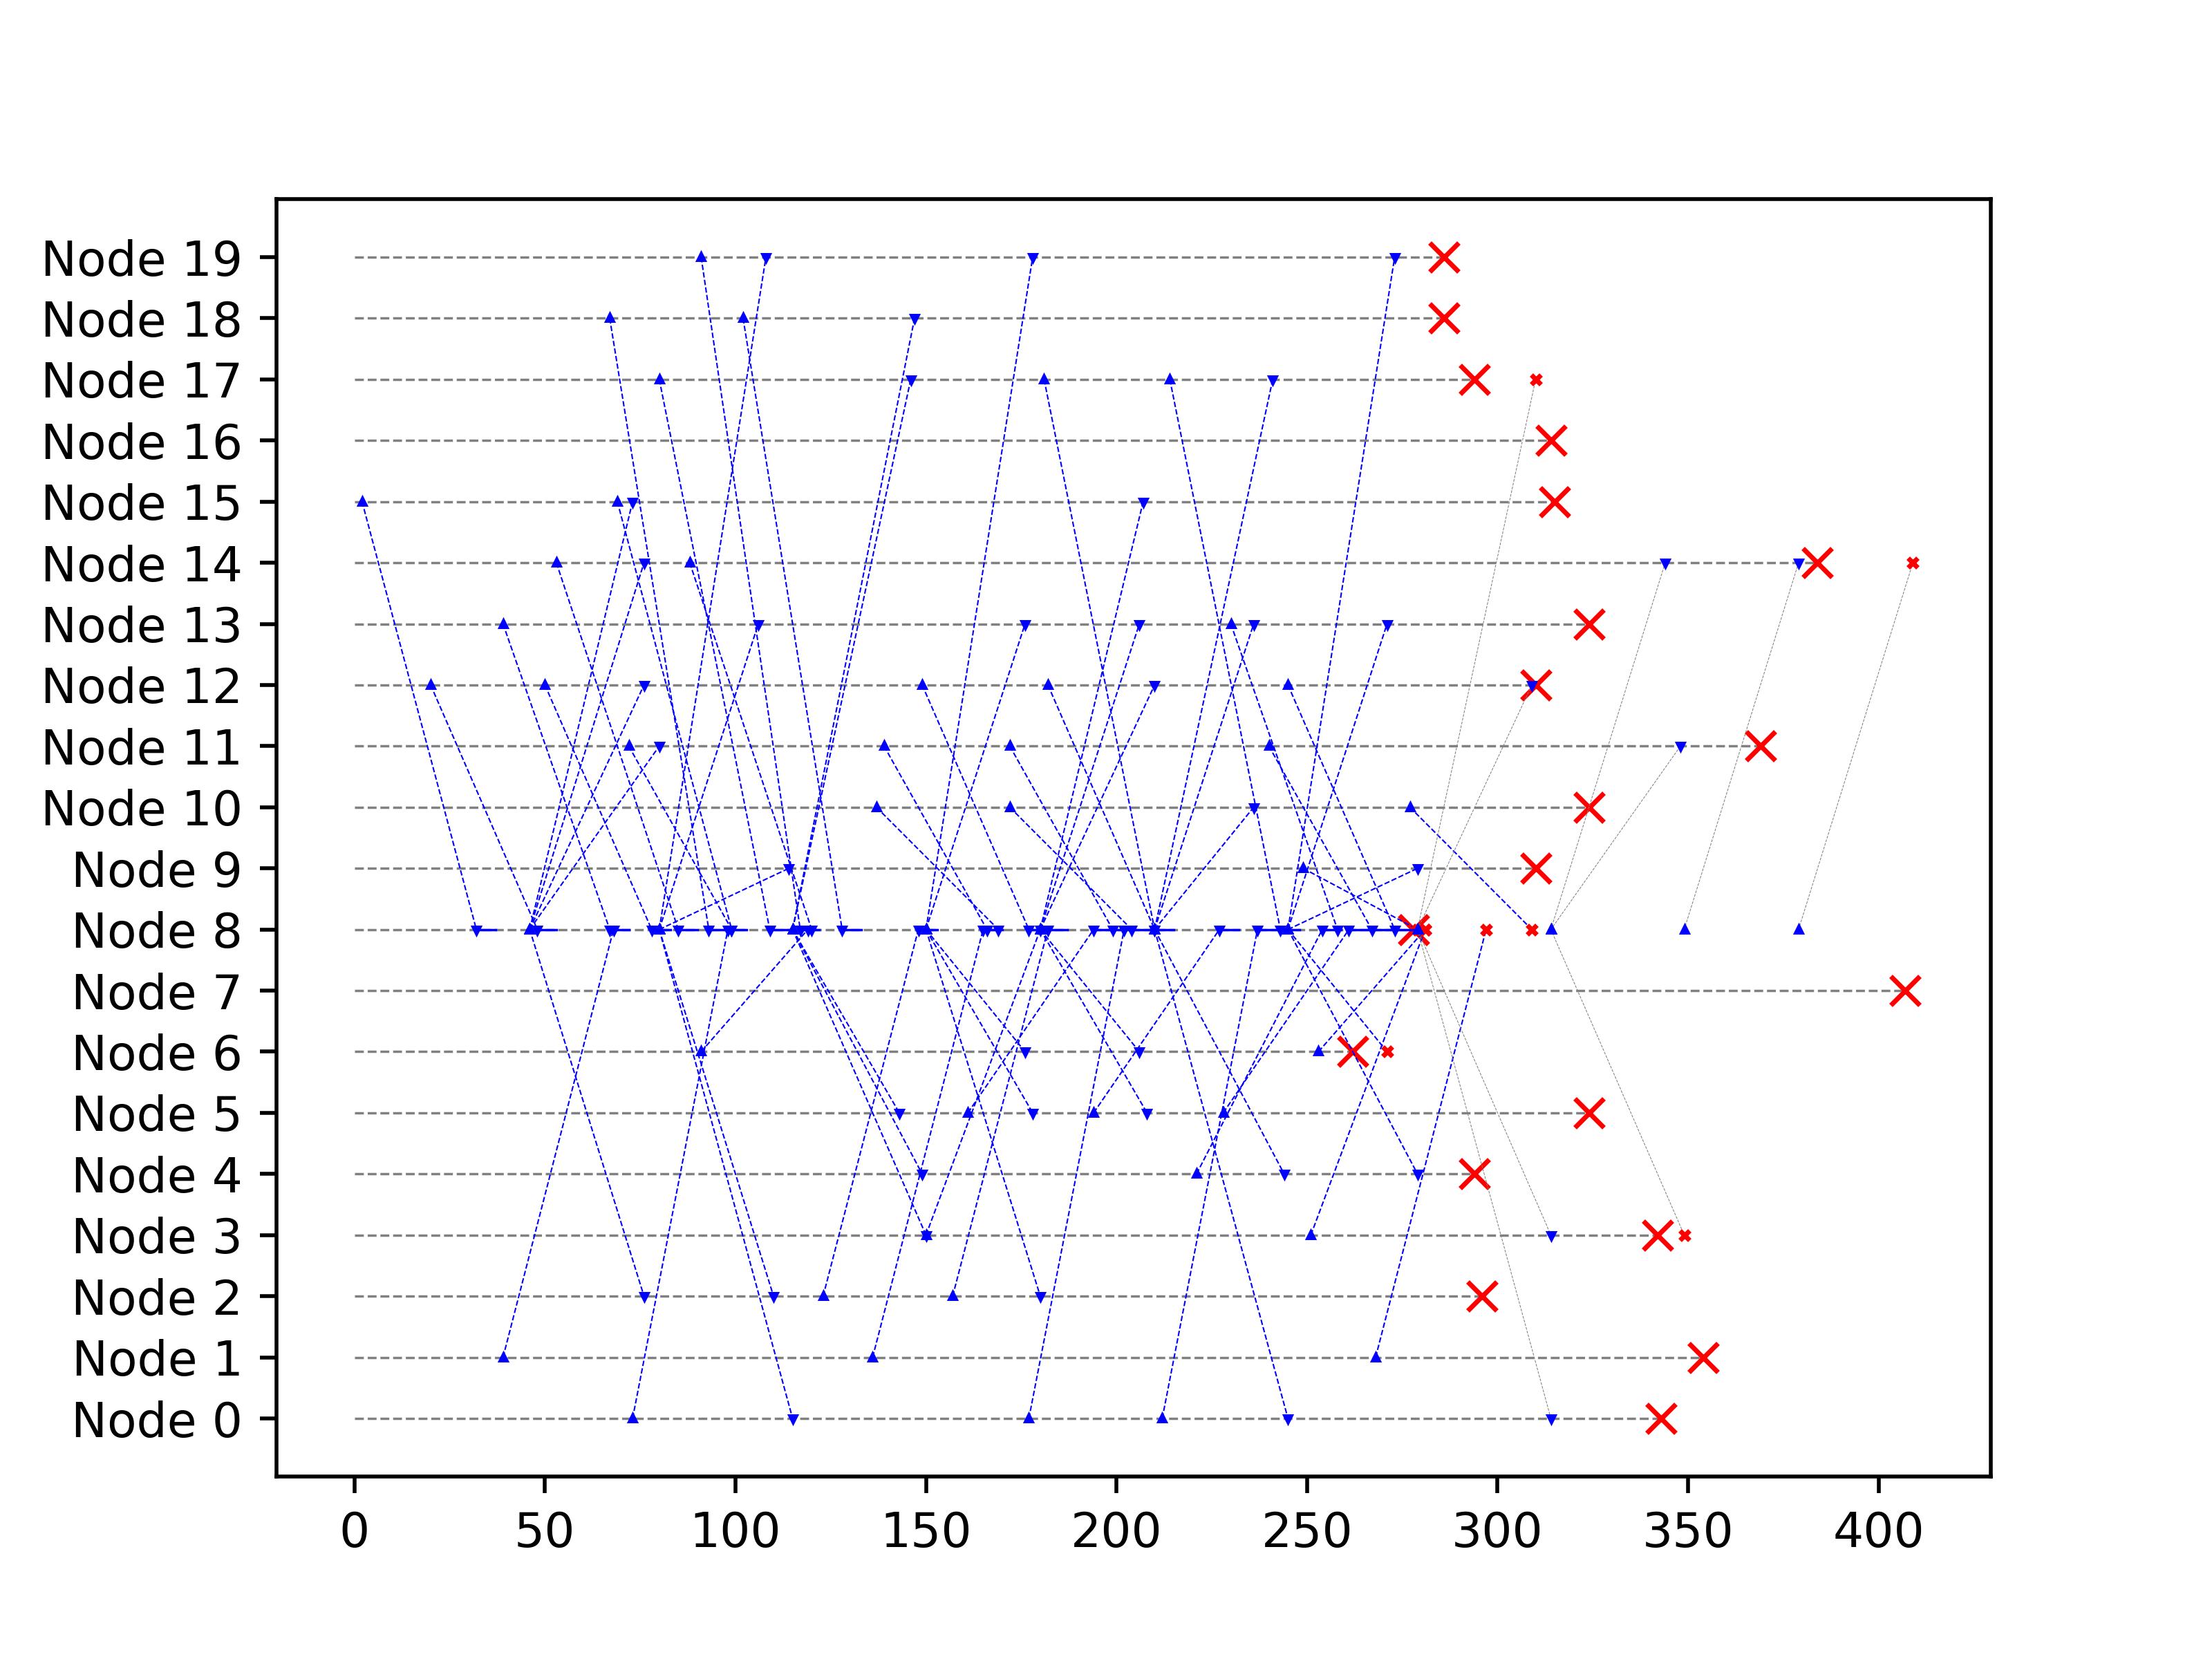 Node 19
Node 18
Node 17
Node 16
Node 15
Node 14
Node 13
Node 12
Node 11
Node 10
Node 9
Node 8
Node 7
Node 6
Node 5
Node 4
Node 3
Node 2
Node 1
Node 0
0 50 100 150 200 250 300 350 400